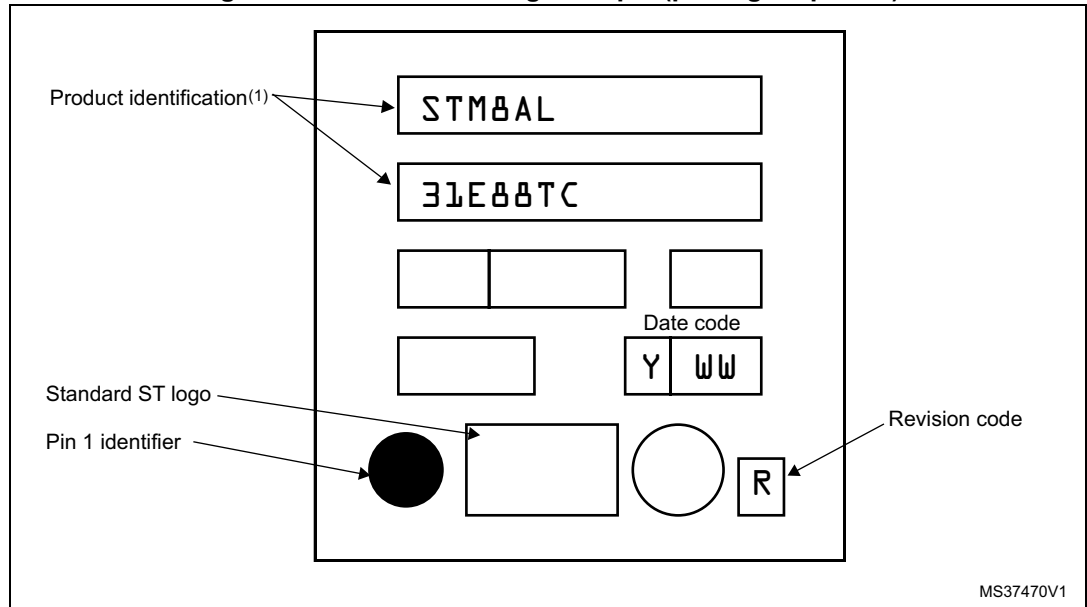 Product identification(1)
STM8AL
31E88TC
Date code
Y WW
Standard ST logo
Pin 1 identifier
Revision code
R
MS37470V1